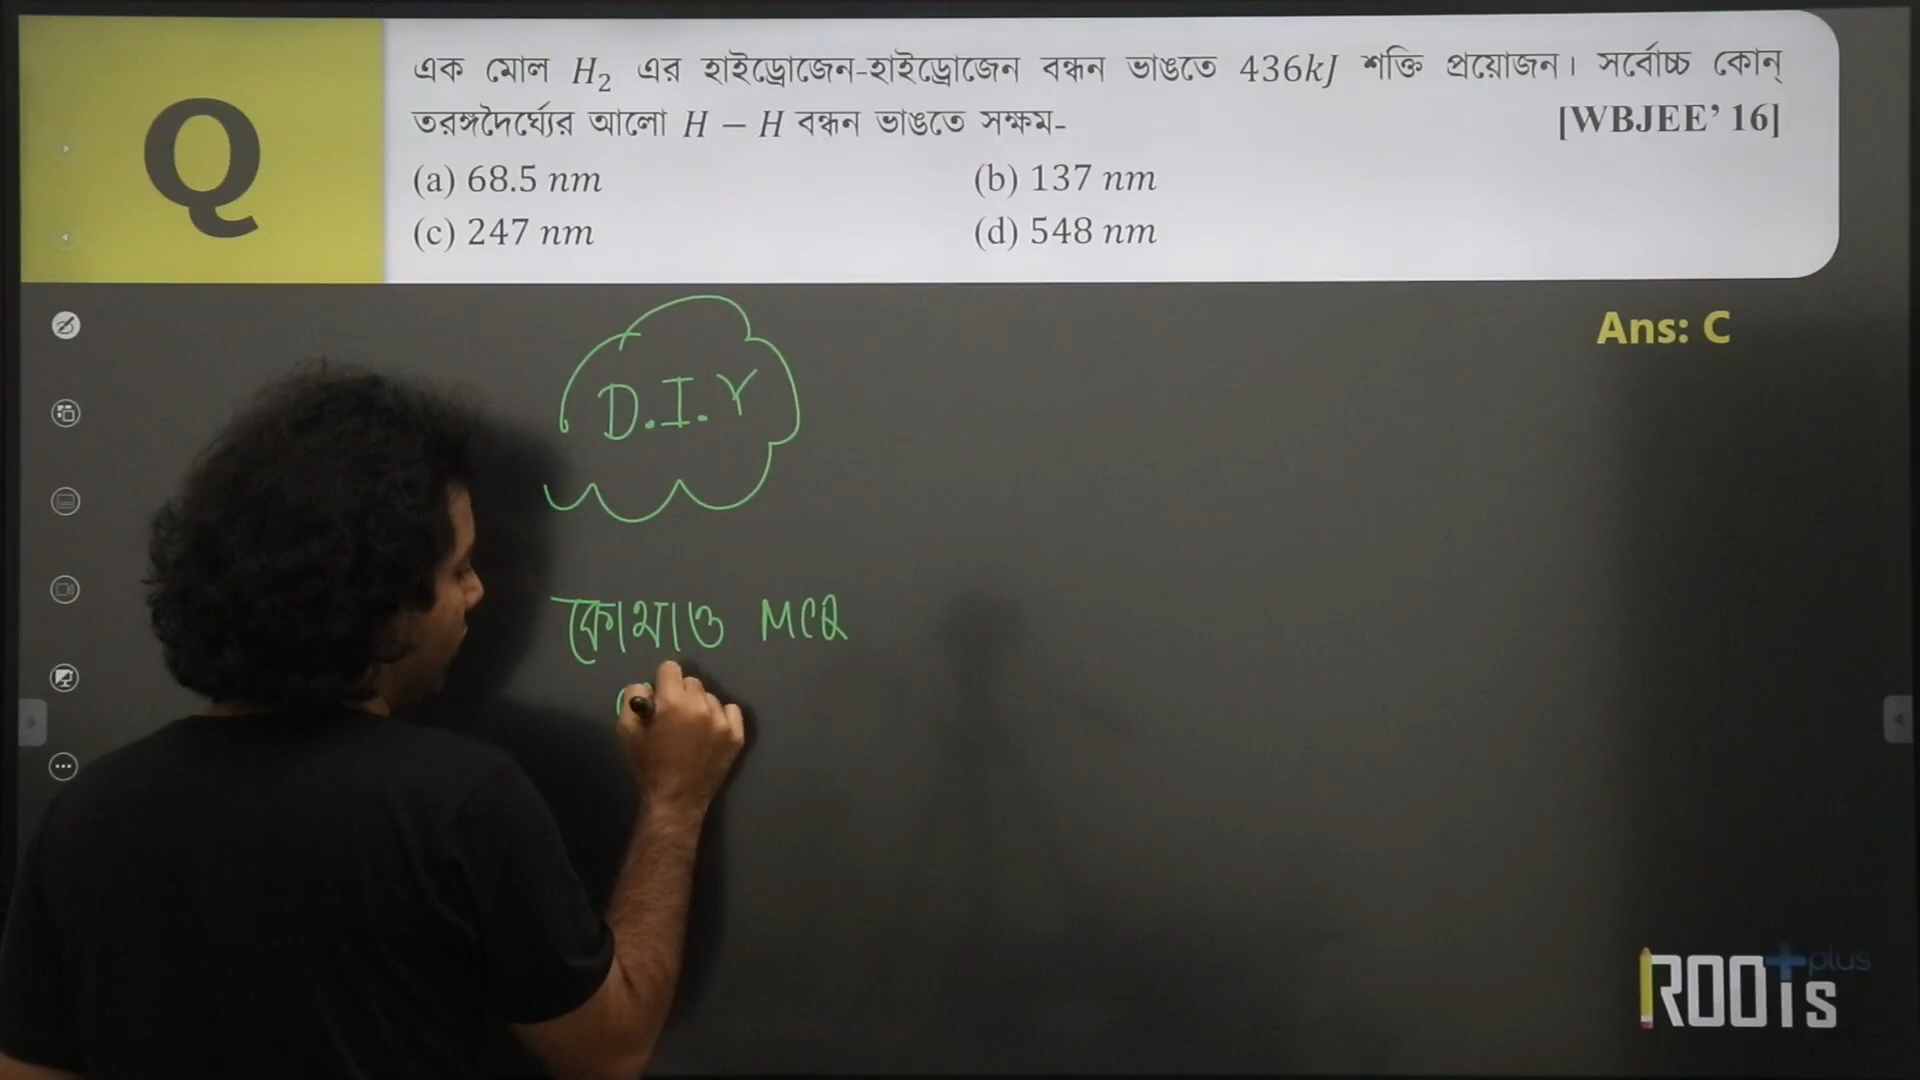 Q
এক মোল H₂ এর হাইড্রোজেন-হাইড্রোজেন বন্ধন ভাঙতে 436kJ শক্তি প্রয়োজন। সর্বোচ্চ কোন্
তরঙ্গদৈর্ঘ্যের আলো H – H বন্ধন ভাঙতে সক্ষম-
[WBJEE’ 16]
(a) 68.5 nm
(b) 137 nm
(c) 247 nm
(d) 548 nm
Ans: C
D.I.Y
MCQ
ROOTs plus